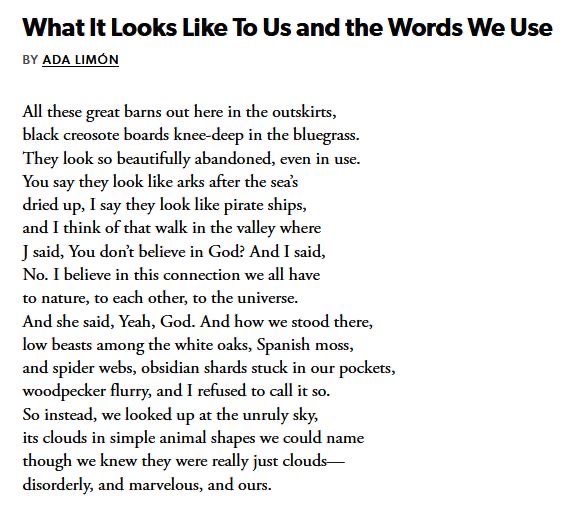 What It Looks Like To Us and the Words We Use
BY ADA LIMÓN
All these great barns out here in the outskirts,
black creosote boards knee-deep in the bluegrass.
They look so beautifully abandoned, even in use.
You say they look like arks after the sea’s
dried up, I say they look like pirate ships,
and I think of that walk in the valley where
J said, You don’t believe in God? And I said,
No. I believe in this connection we all have
to nature, to each other, to the universe.
And she said, Yeah, God. And how we stood there,
low beasts among the white oaks, Spanish moss,
and spider webs, obsidian shards stuck in our pockets,
woodpecker flurry, and I refused to call it so.
So instead, we looked up at the unruly sky,
its clouds in simple animal shapes we could name
though we knew they were really just clouds—
disorderly, and marvelous, and ours.